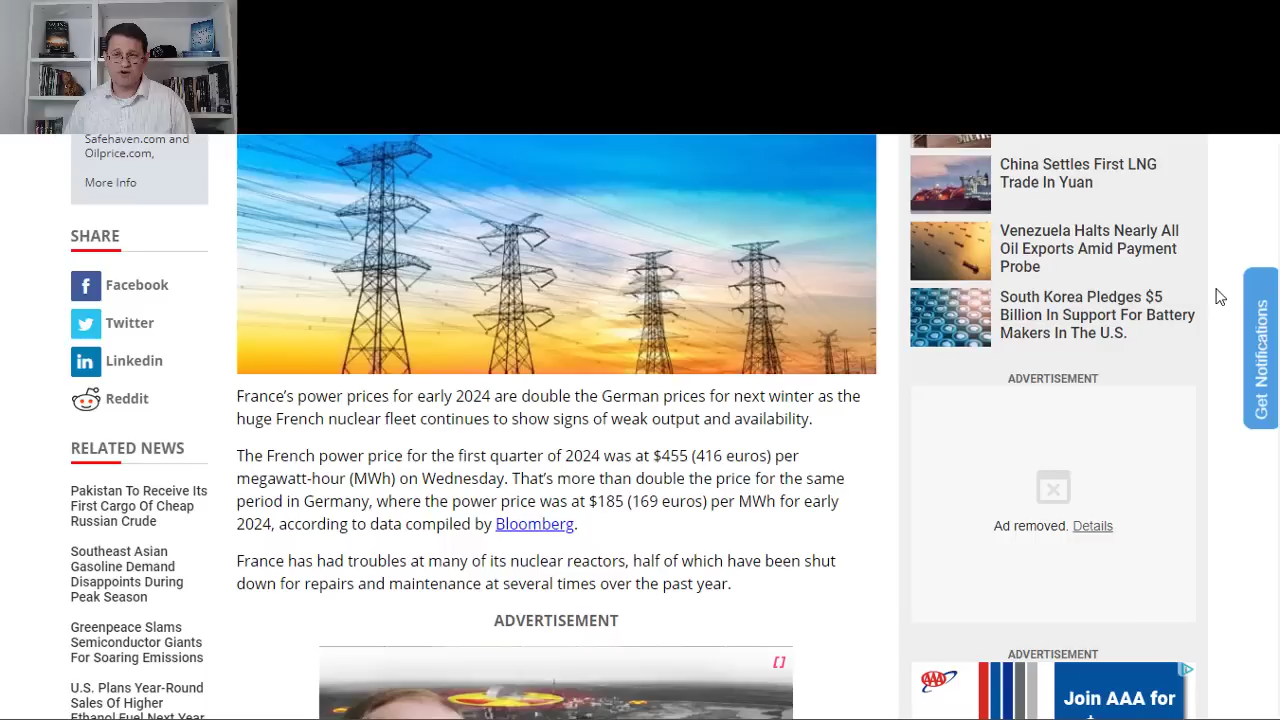 Safehaven.com and
Oilprice.com,
More Info
SHARE
Facebook
Twitter
Linkedin
Reddit
RELATED NEWS
Pakistan To Receive Its
First Cargo Of Cheap
Russian Crude
Southeast Asian
Gasoline Demand
Disappoints During
Peak Season
Greenpeace Slams
Semiconductor Giants
For Soaring Emissions
U.S. Plans Year-Round
Sales Of Higher
Ethanol Fuel Next Year
France’s power prices for early 2024 are double the German prices for next winter as the
huge French nuclear fleet continues to show signs of weak output and availability.
The French power price for the first quarter of 2024 was at $455 (416 euros) per
megawatt-hour (MWh) on Wednesday. That’s more than double the price for the same
period in Germany, where the power price was at $185 (169 euros) per MWh for early
2024, according to data compiled by Bloomberg.
France has had troubles at many of its nuclear reactors, half of which have been shut
down for repairs and maintenance at several times over the past year.
ADVERTISEMENT
China Settles First LNG
Trade In Yuan
Venezuela Halts Nearly All
Oil Exports Amid Payment
Probe
South Korea Pledges $5
Billion In Support For Battery
Makers In The U.S.
ADVERTISEMENT
Ad removed. Details
ADVERTISEMENT
AAA
Join AAA for
Get Notifications